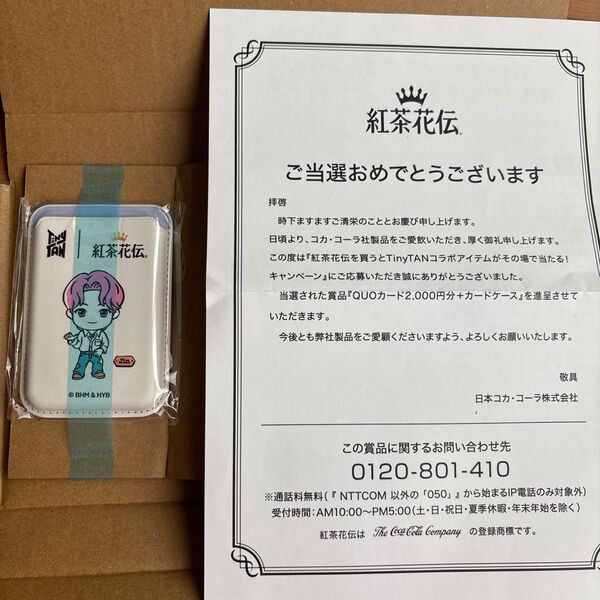 TinyTAN
紅茶花伝®
Jin
© BHM & HYB
紅茶花伝®
ご当選おめでとうございます
拝啓
時下ますますご清栄のこととお慶び申し上げます。
日頃より、コカ・コーラ社製品をご愛飲いただき、厚く御礼申し上げます。
この度は『紅茶花伝を買うとTinyTANコラボアイテムがその場で当たる!
キャンペーン』にご応募いただき誠にありがとうございました。
当選された賞品『QUOカード2,000円分+カードケース』を進呈させて
いただきます。
今後とも弊社製品をご愛顧くださいますよう、よろしくお願いいたします。
敬具
日本コカ・コーラ株式会社
この賞品に関するお問い合わせ先
0120-801-410
※通話料無料(『 NTTCOM 以外の「050」』から始まるIP電話のみ対象外)
受付時間:AM10:00〜PM5:00(土・日・祝日・夏季休暇・年末年始を除く)
紅茶花伝は The Coca-Cola Company の登録商標です。